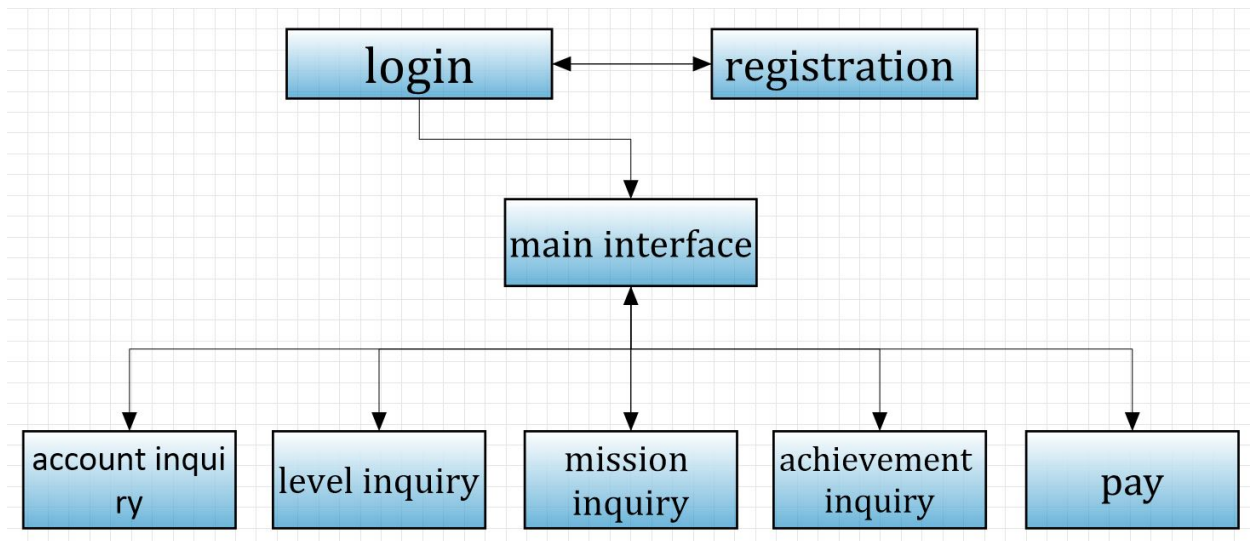 login
registration
main interface
account inqui
ry
level inquiry
mission
inquiry
achievement
inquiry
pay